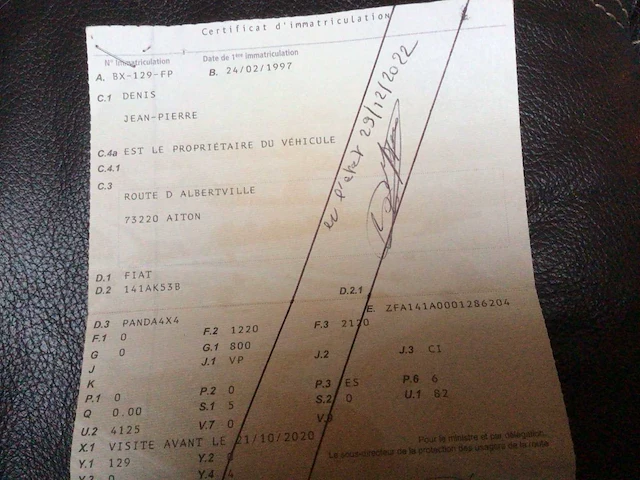 Certificat d'immatriculation
N° Immatriculation Date de 1ère immatriculation
A. BX-129-FP B. 24/02/1997
C.1 DENIS
JEAN-PIERRE
C.4a EST LE PROPRIÉTAIRE DU VÉHICULE
C.4.1
C.3
ROUTE D ALBERTVILLE
73220 AITON
29/12/2022
D.1 FIAT
D.2 141AK53B D.2.1
D.3 PANDA4X4 E. ZFA141A0001286204
F.1 0 F.2 1220 F.3 2120
G 0 G.1 800
J J.1 VP J.2 J.3 CI
K
P.1 0 P.2 0 P.3 ES P.6 6
Q 0.00 S.1 5 S.2 0 U.1 82
U.2 4125 V.7 0 V.9
X.1 VISITE AVANT LE 21/10/2020
Pour le ministre et par délégation,
Le sous-directeur de la protection des usagers de la route
Y.1 129 Y.2 0
0 Y.4 4